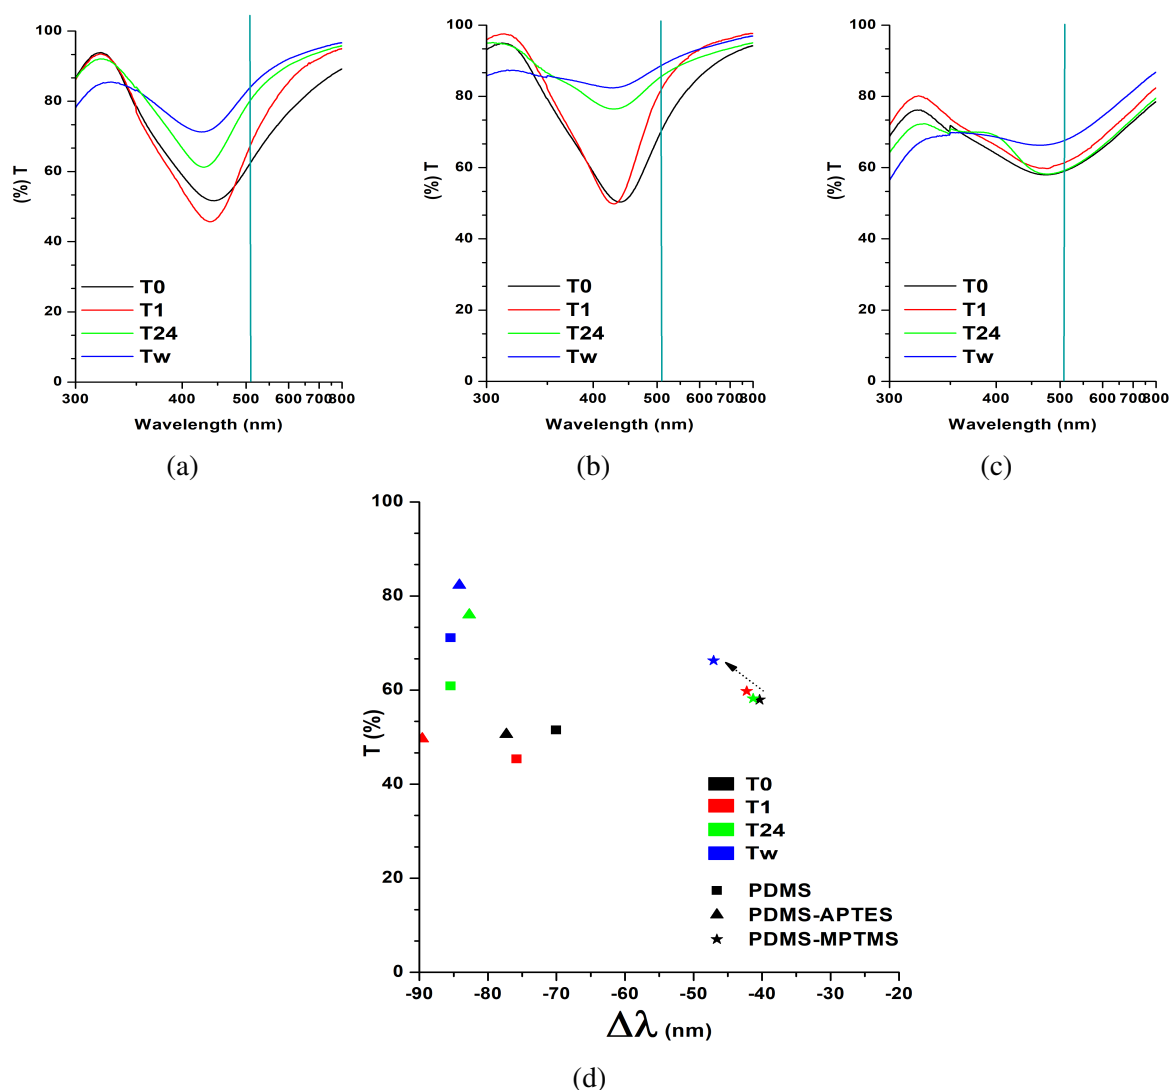 100
80
60
40
20
0
(%) T
T0
T1
T24
Tw
300 400 500 600 700 800
Wavelength (nm)
(a)
100
80
60
40
20
0
(%) T
T0
T1
T24
Tw
300 400 500 600 700 800
Wavelength (nm)
(b)
100
80
60
40
20
0
(%) T
T0
T1
T24
Tw
300 400 500 600 700 800
Wavelength (nm)
(c)
100
80
60
40
20
0
T (%)
T0
T1
T24
Tw
PDMS
PDMS-APTES
PDMS-MPTMS
-90 -80 -70 -60 -50 -40 -30 -20
Δλ (nm)
(d)